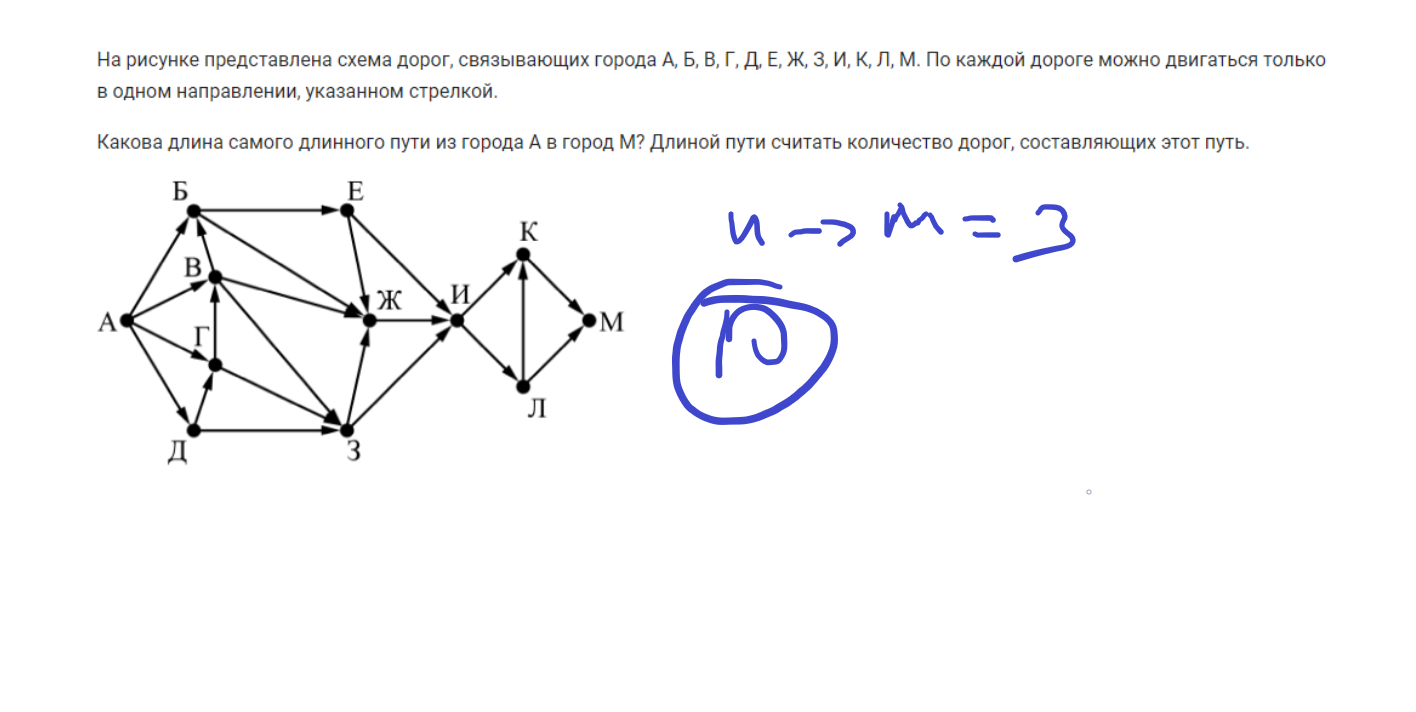 На рисунке представлена схема дорог, связывающих города А, Б, В, Г, Д, Е, Ж, З, И, К, Л, М. По каждой дороге можно двигаться только
в одном направлении, указанном стрелкой.
Какова длина самого длинного пути из города А в город М? Длиной пути считать количество дорог, составляющих этот путь.
Б
Е
К
В
Ж
И
А
М
Г
Л
Д
З
и -> м = 3